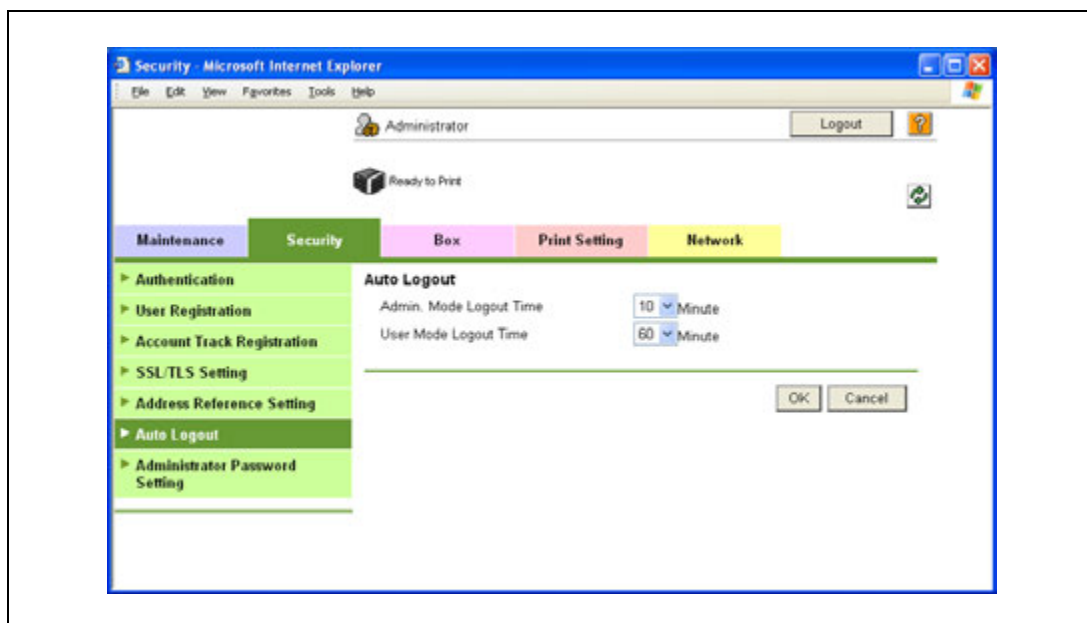 Security - Microsoft Internet Explorer
File Edit View Favorites Tools Help
Administrator
Logout
?
Ready to Print
Maintenance Security Box Print Setting Network
Authentication
User Registration
Account Track Registration
SSL/TLS Setting
Address Reference Setting
Auto Logout
Administrator Password
Setting
Auto Logout
Admin. Mode Logout Time 10 Minute
User Mode Logout Time 60 Minute
OK Cancel